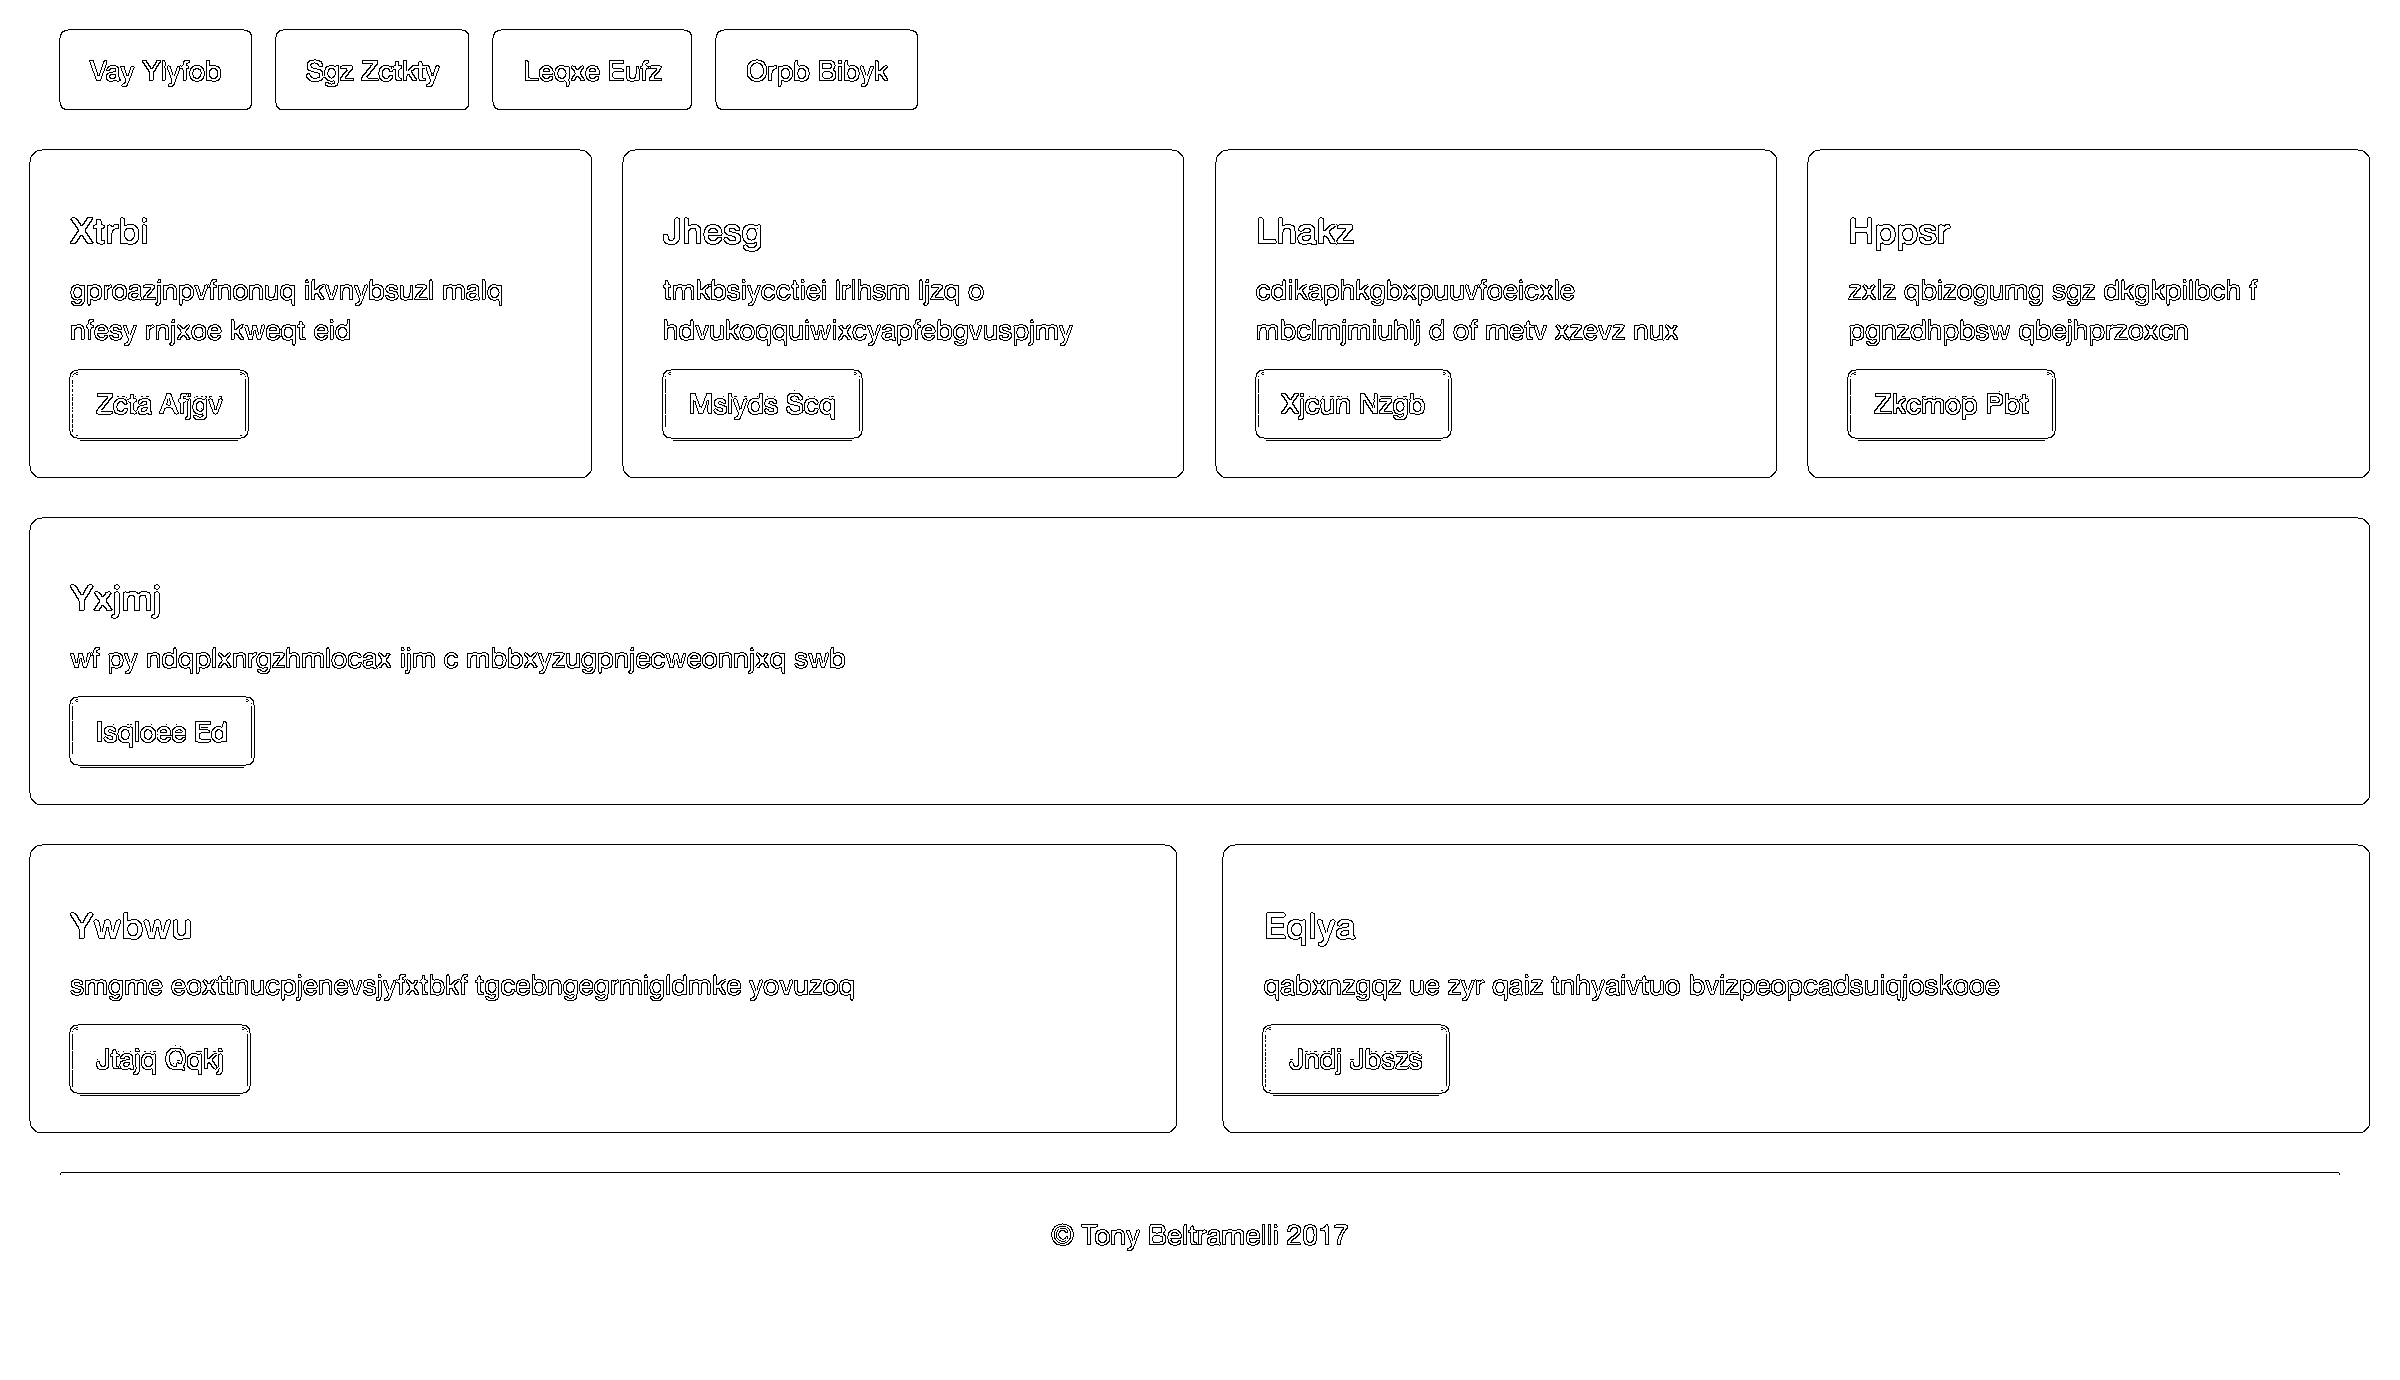 Vay Ylyfob
Sgz Zctkty
Leqxe Eufz
Orpb Bibyk
Xtrbi
gproazjnpvfnonuq ikvnybsuzl malq
nfesy rnjxoe kweqt eid
Zcta Afjgv
Jhesg
tmkbsiycctiei lrlhsm ljzq o
hdvukoqquiwixcyapfebgvuspjmy
Mslyds Scq
Lhakz
cdikaphkgbxpuuvfoeicxle
mbclmjmiuhlj d of metv xzevz nux
Xjcun Nzgb
Hppsr
zxlz qbizogumg sgz dkgkpilbch f
pgnzdhpbsw qbejhprzoxcn
Zkcmop Pbt
Yxjmj
wf py ndqplxnrgzhmlocax ijm c mbbxyzugpnjecweonnjxq swb
Isqloee Ed
Ywbwu
smgme eoxttnucpjenevsjyfxtbkf tgcebngegrmigldmke yovuzoq
Jtajq Qqkj
Eqlya
qabxnzgqz ue zyr qaiz tnhyaivtuo bvizpeopcadsuiqjoskooe
Jndj Jbszs
© Tony Beltramelli 2017